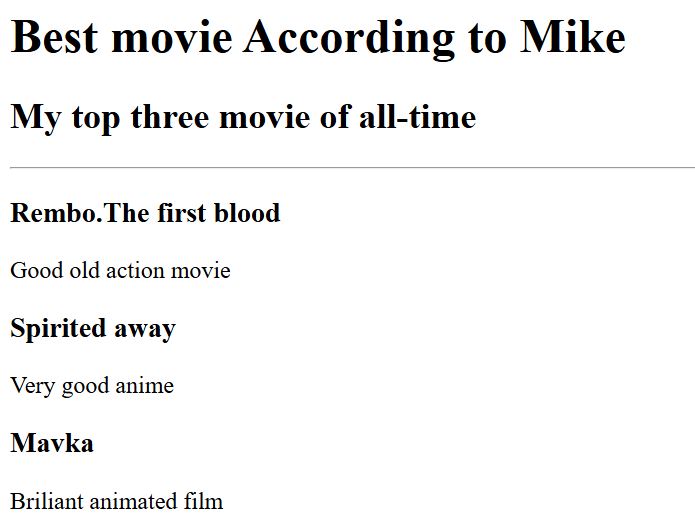 Best movie According to Mike
My top three movie of all-time
Rembo.The first blood
Good old action movie
Spirited away
Very good anime
Mavka
Briliant animated film